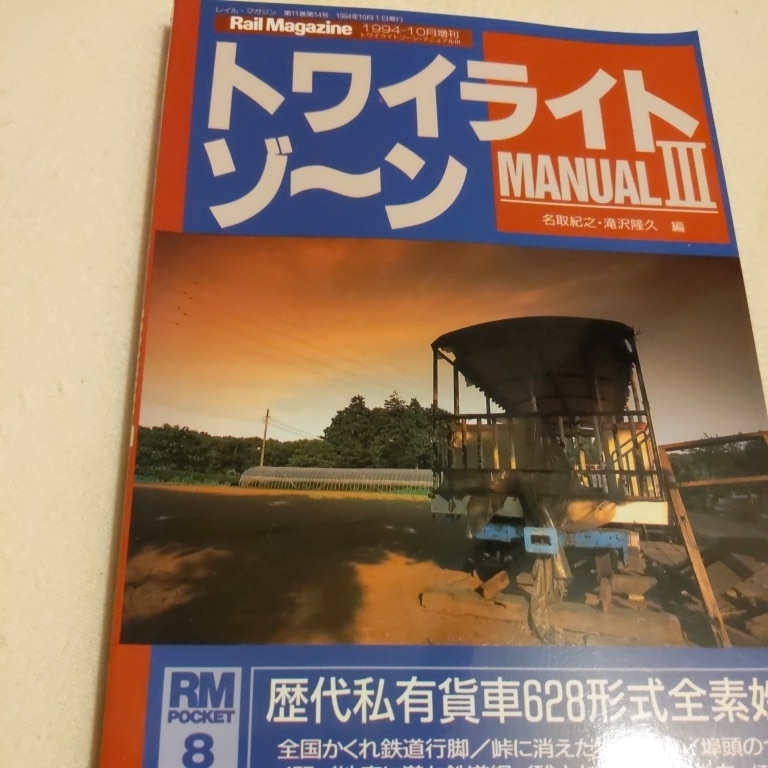 レイル・マガジン 第11巻第14号 1994年10月1日発行
Rail Magazine 1994-10月増刊
トワイライトゾーン・マニュアルIII
トワイライト
ゾ〜ン
MANUAL III
名取紀之・滝沢隆久 編
RM
POCKET
8
歴代私有貨車628形式全素
全国かくれ鉄道行脚／峠に消えた
埠頭の